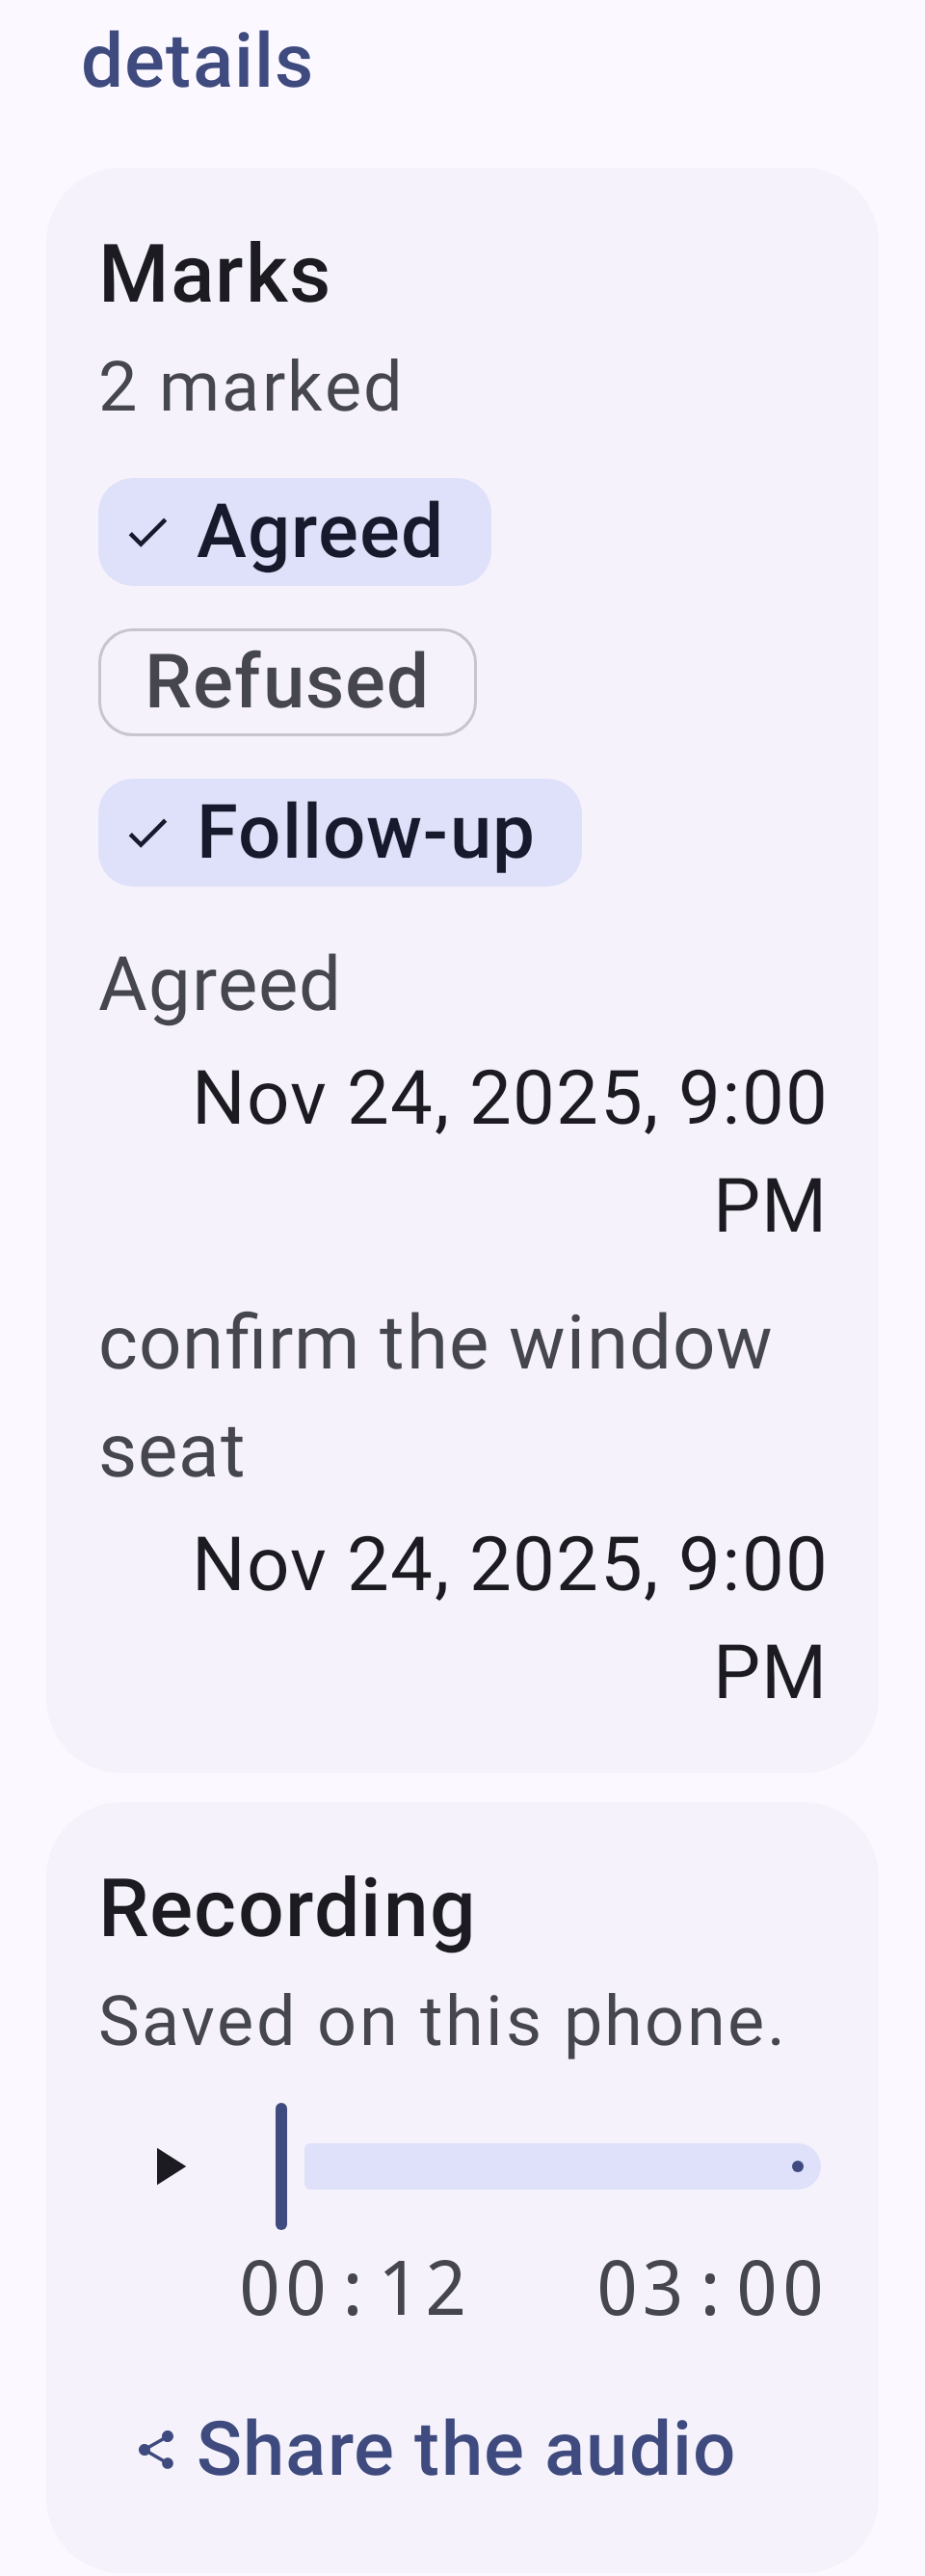 details
Marks
2 marked
Agreed
Refused
Follow-up
Agreed
Nov 24, 2025, 9:00
PM
confirm the window
seat
Nov 24, 2025, 9:00
PM
Recording
Saved on this phone.
00:12 03:00
Share the audio